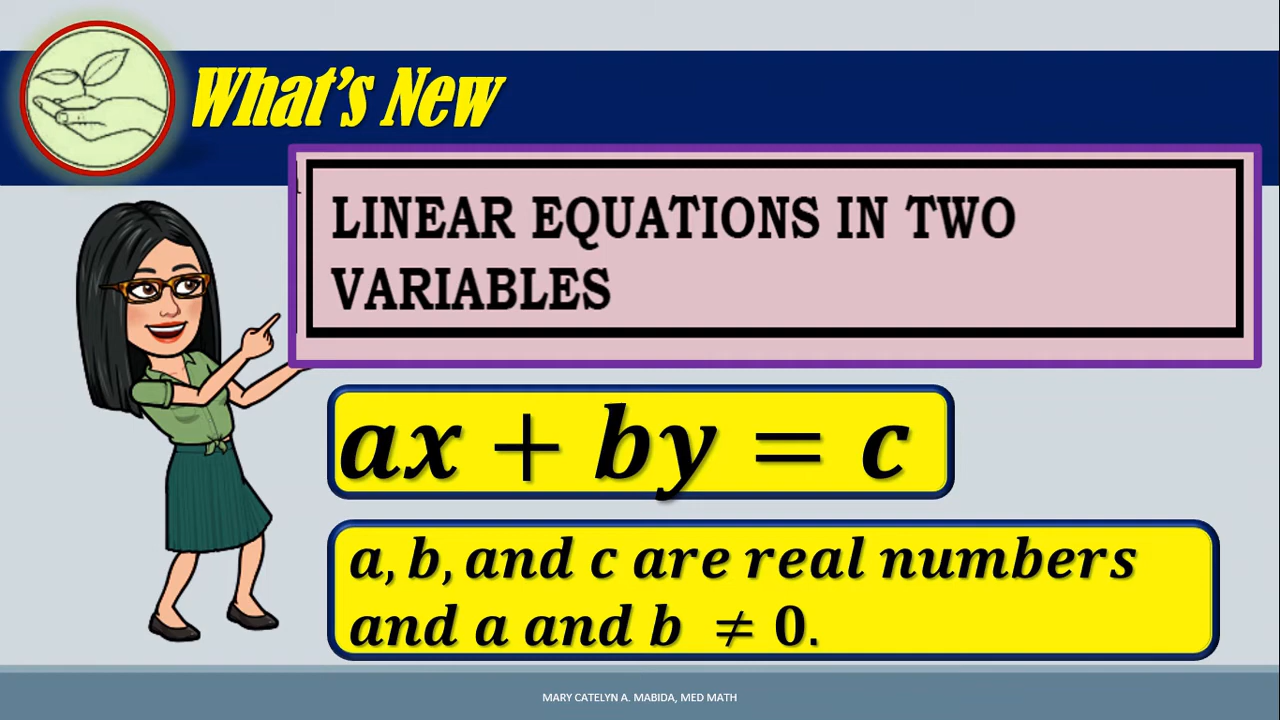 What's New
LINEAR EQUATIONS IN TWO
VARIABLES
ax + by = c
a, b, and c are real numbers
and a and b ≠ 0.
MARY CATELYN A. MABIDA, MED MATH